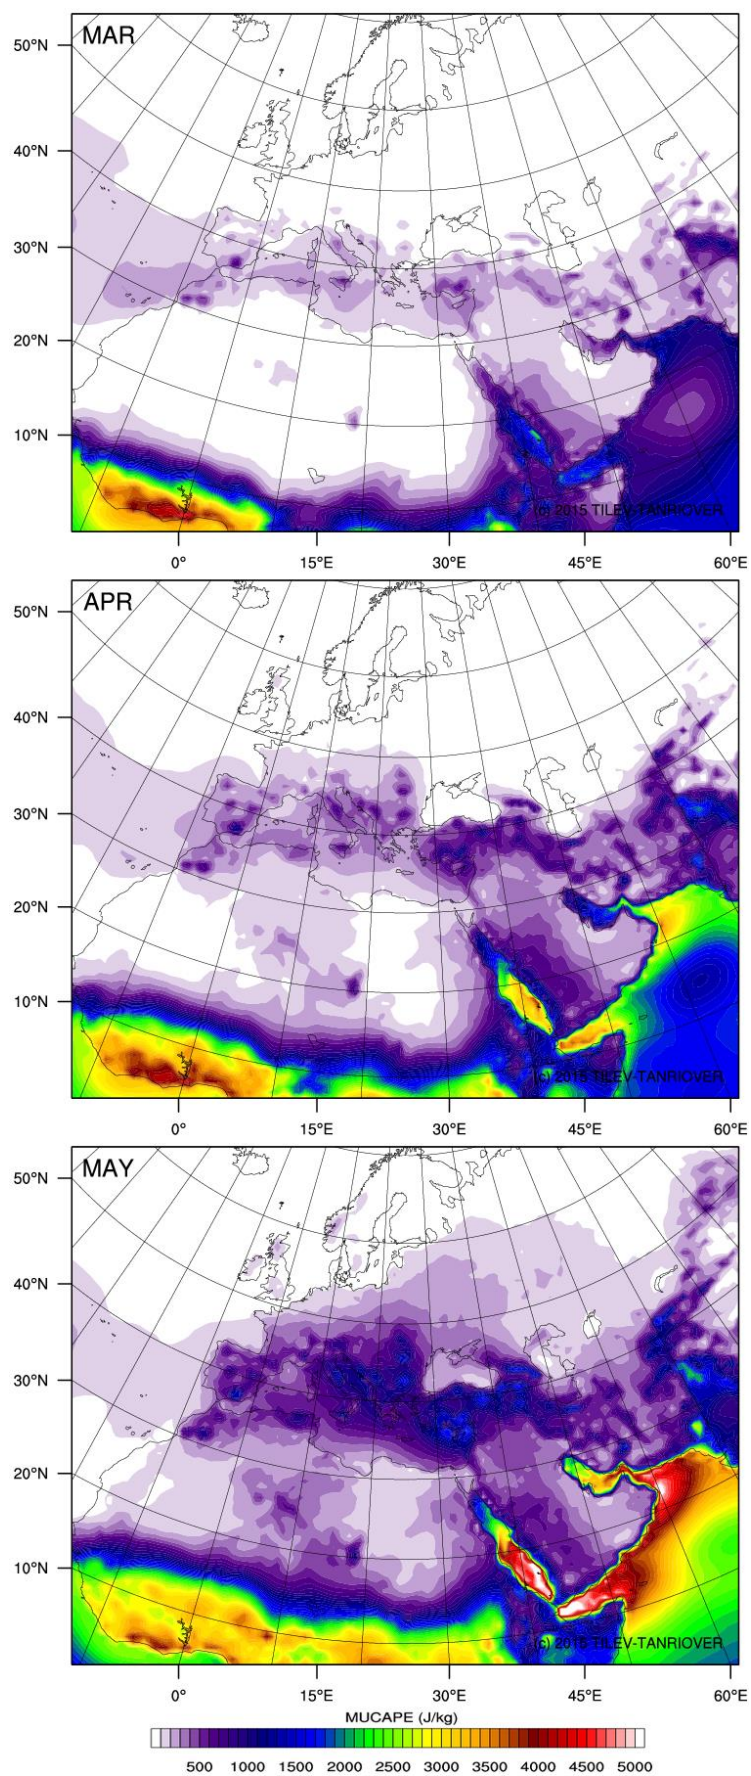 MAR
50°N
40°N
30°N
20°N
10°N
(c) 2015 TILEV-TANRIOVER
0° 15°E 30°E 45°E 60°E
APR
50°N
40°N
30°N
20°N
10°N
(c) 2015 TILEV-TANRIOVER
0° 15°E 30°E 45°E 60°E
MAY
50°N
40°N
30°N
20°N
10°N
(c) 2015 TILEV-TANRIOVER
0° 15°E 30°E 45°E 60°E
MUCAPE (J/kg)
500 1000 1500 2000 2500 3000 3500 4000 4500 5000